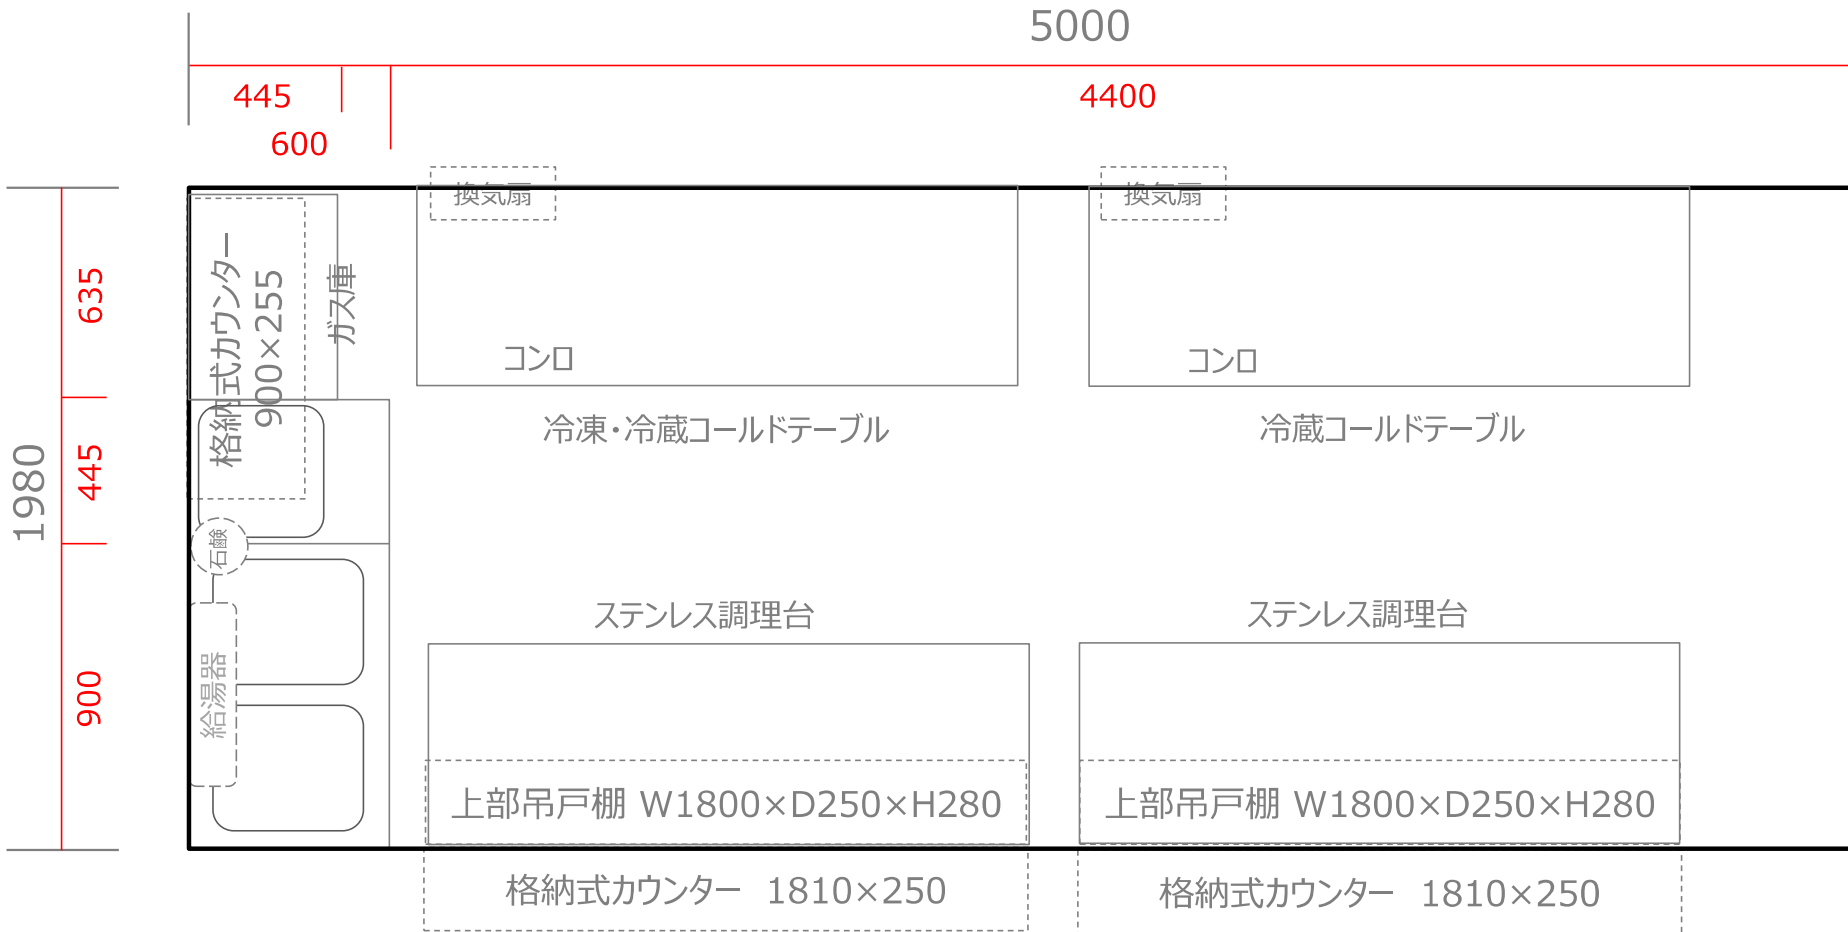 5000
445
4400
600
換気扇
換気扇
635
格納式カウンター
900×255
ガス庫
コンロ
コンロ
冷凍・冷蔵コールドテーブル
冷蔵コールドテーブル
1980
445
石鹸
ステンレス調理台
ステンレス調理台
900
給湯器
上部吊戸棚 W1800×D250×H280
上部吊戸棚 W1800×D250×H280
格納式カウンター 1810×250
格納式カウンター 1810×250